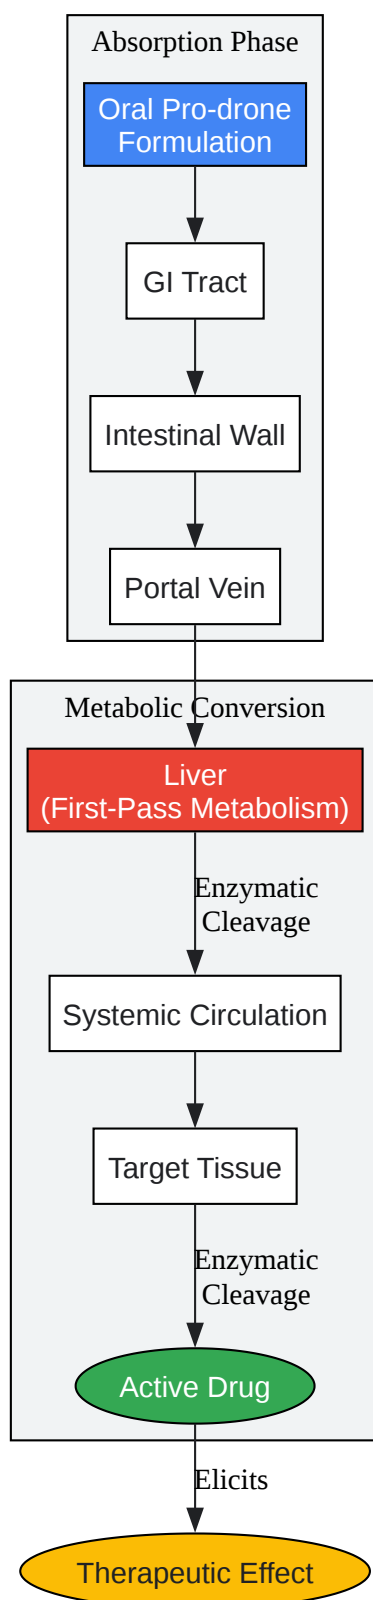 Absorption Phase
Oral Pro-drone
Formulation
GI Tract
Intestinal Wall
Portal Vein
Metabolic Conversion
Liver
(First-Pass Metabolism)
Enzymatic
Cleavage
Systemic Circulation
Target Tissue
Enzymatic
Cleavage
Active Drug
Elicits
Therapeutic Effect